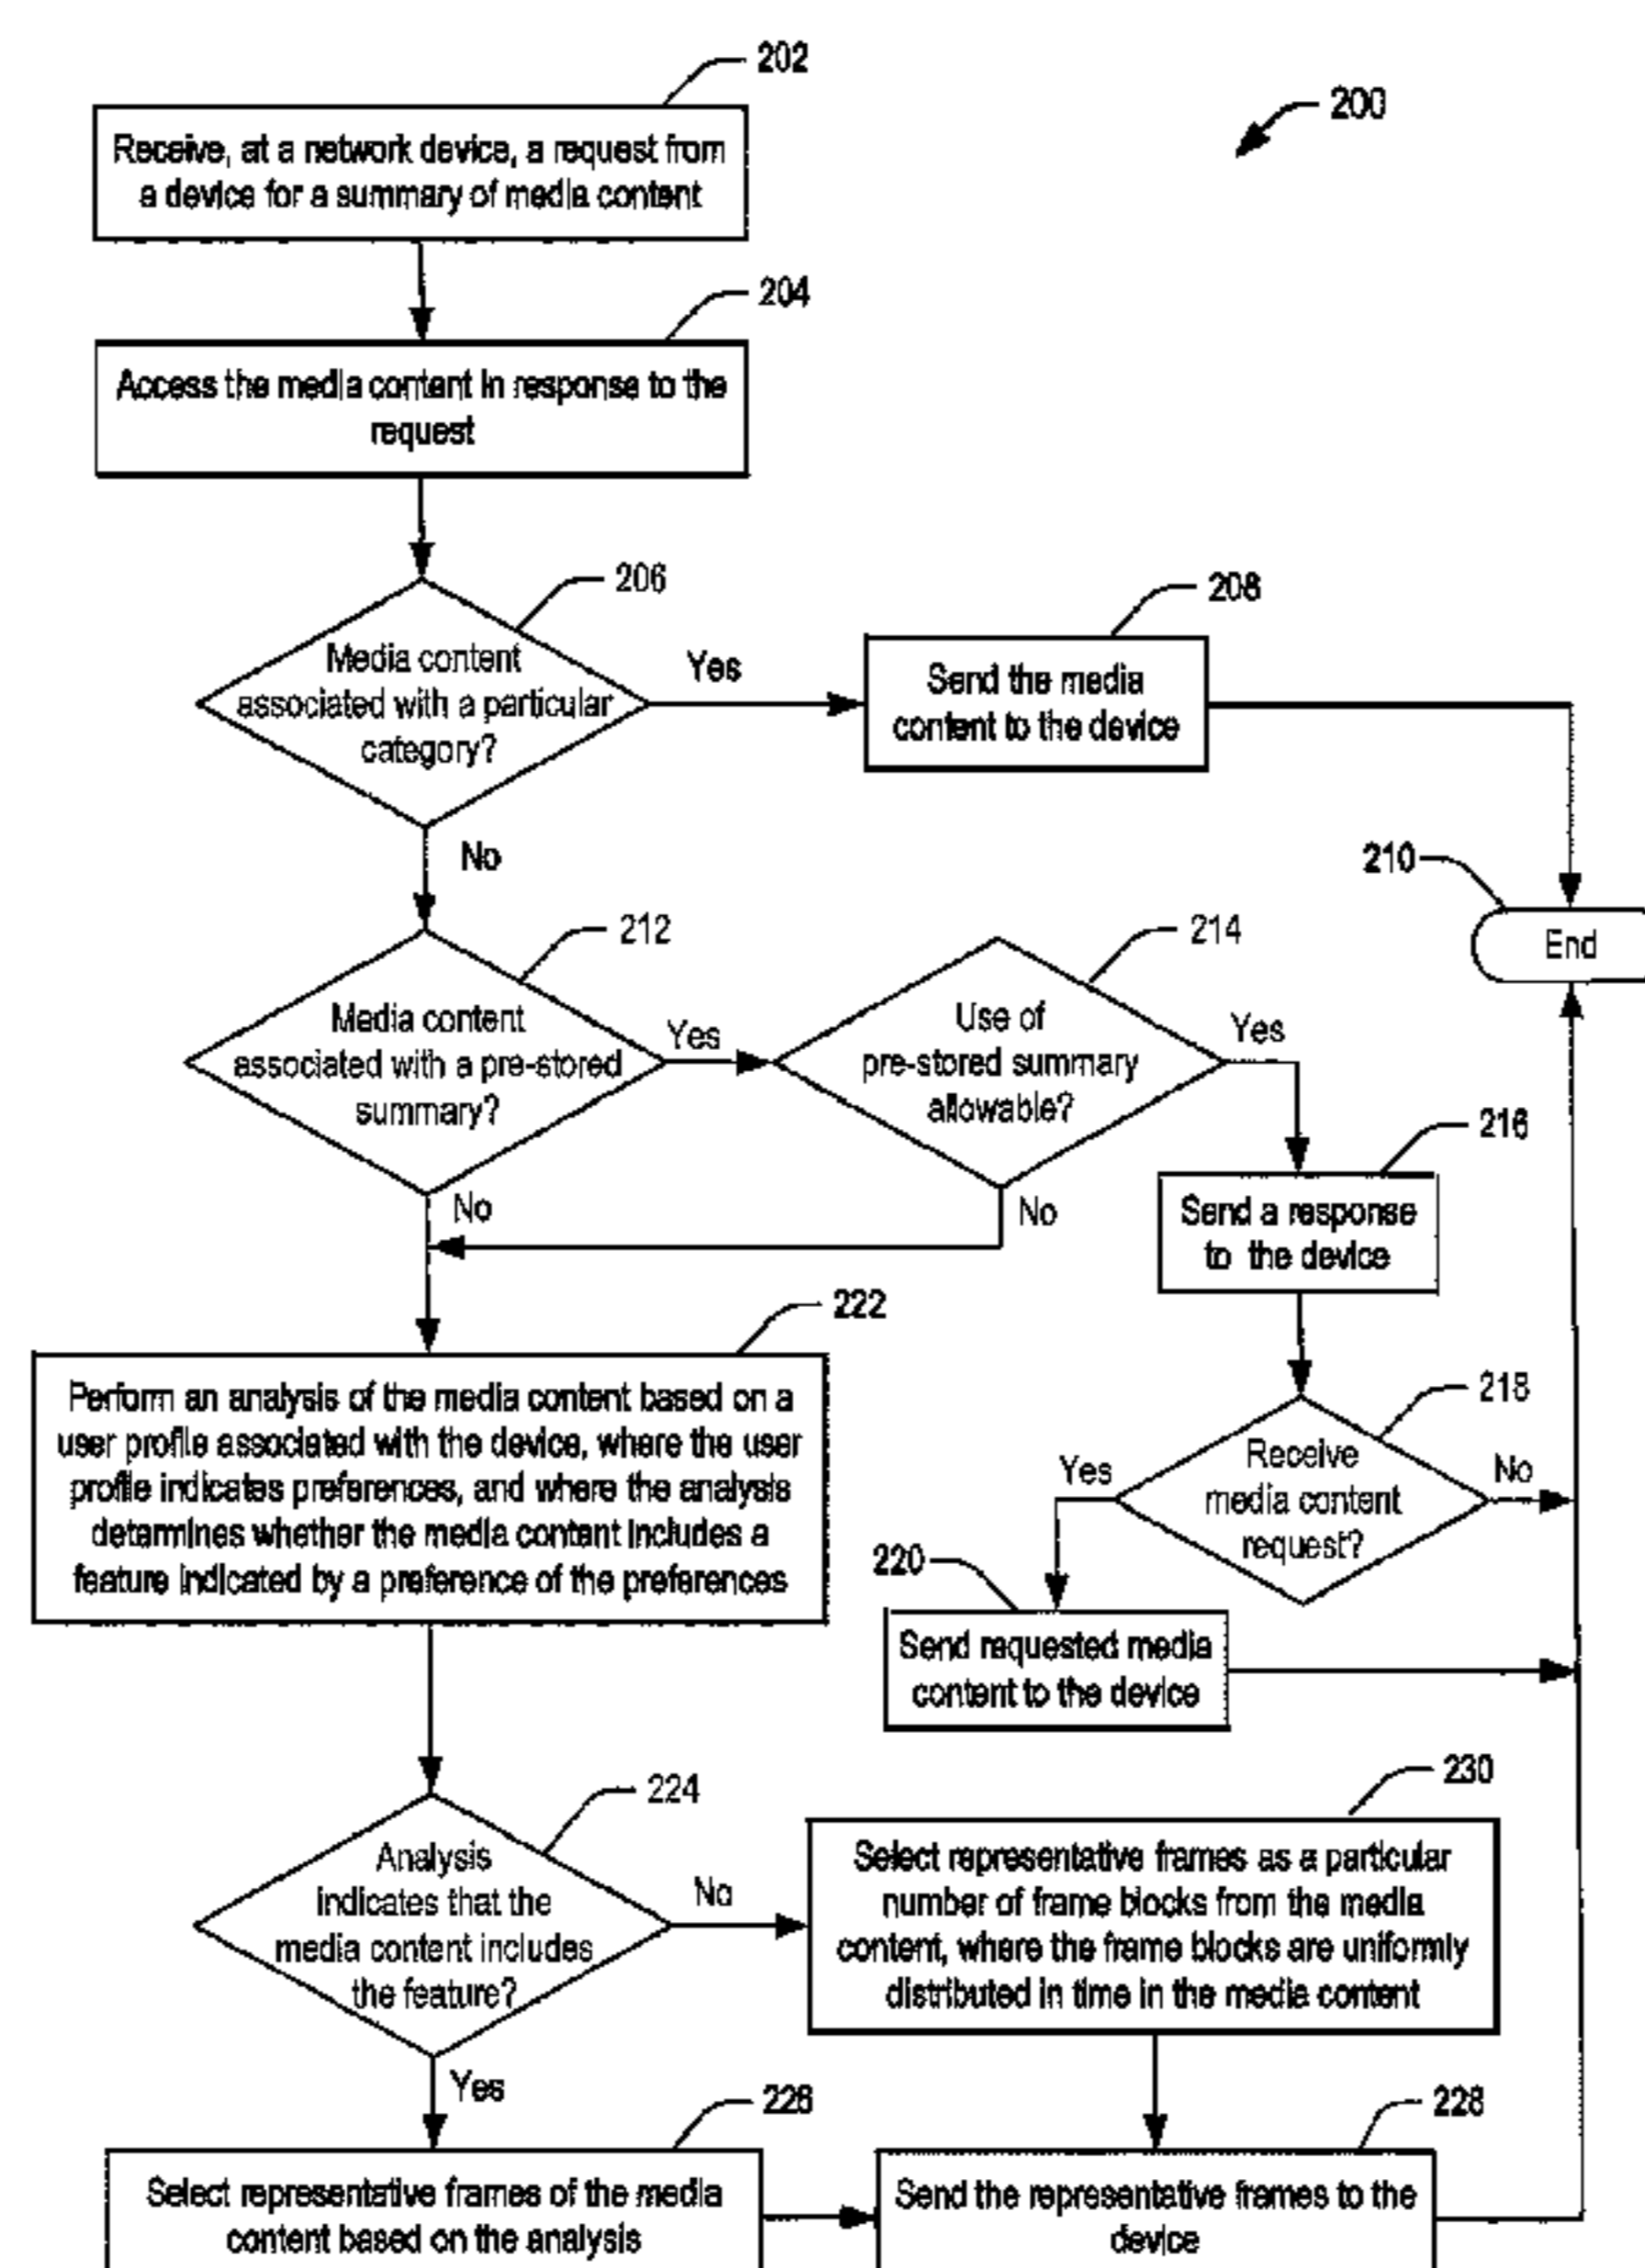 202
200
Receive, at a network device, a request from
a device for a summary of media content
204
Access the media content in response to the
request
206
208
Media content
associated with a particular
category?
Yes
Send the media
content to the device
No
210
End
212
214
Media content
associated with a pre-stored
summary?
Yes
Use of
pre-stored summary
allowable?
Yes
216
No
No
Send a response
to the device
222
218
Perform an analysis of the media content based on a
user profile associated with the device, where the user
profile indicates preferences, and where the analysis
determines whether the media content includes a
feature indicated by a preference of the preferences
Yes
Receive
media content
request?
No
220
Send requested media
content to the device
230
224
Analysis
indicates that the
media content includes
the feature?
No
Select representative frames as a particular
number of frame blocks from the media
content, where the frame blocks are uniformly
distributed in time in the media content
Yes
226
228
Select representative frames of the media
content based on the analysis
Send the representative frames to the
device